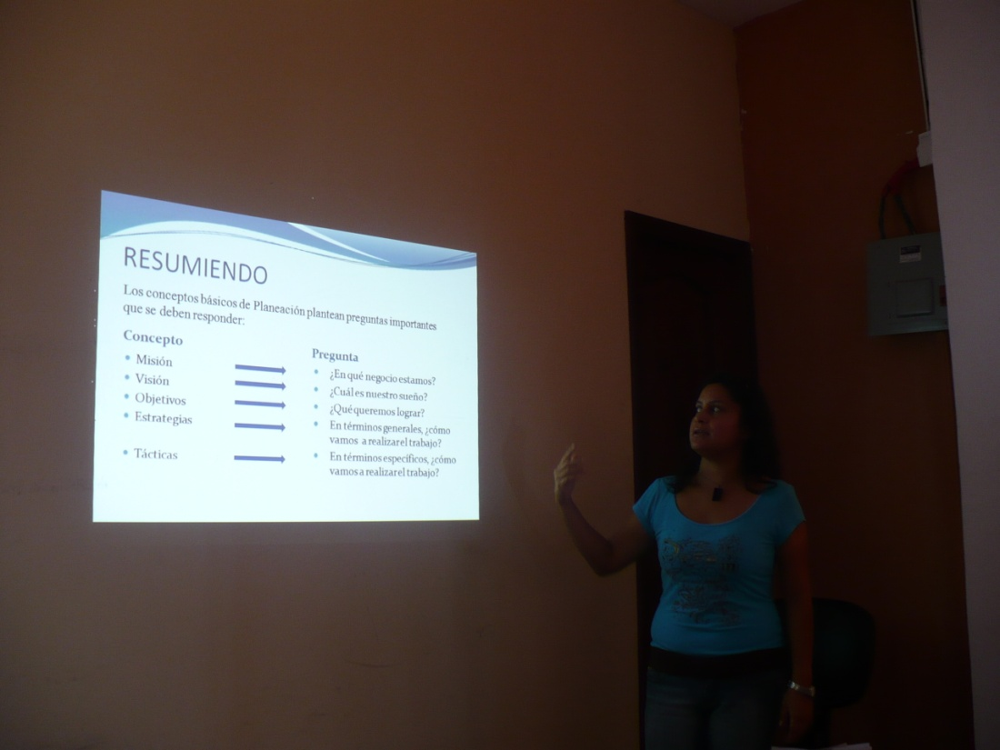 RESUMIENDO
Los conceptos básicos de Planeación plantean preguntas importantes
que se deben responder:
Concepto
• Misión
• Visión
• Objetivos
• Estrategias
• Tácticas
Pregunta
• ¿En qué negocio estamos?
• ¿Cuál es nuestro sueño?
• ¿Qué queremos lograr?
• En términos generales, ¿cómo
vamos a realizar el trabajo?
• En términos específicos, ¿cómo
vamos a realizar el trabajo?